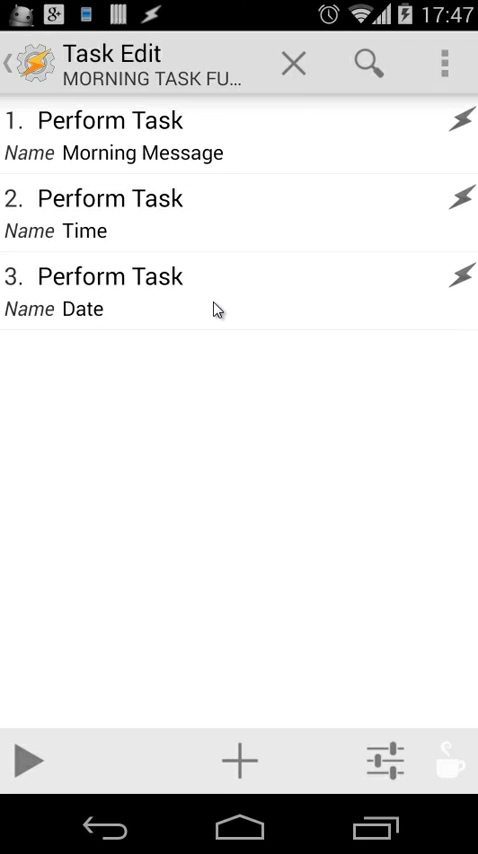 17:47
Task Edit
MORNING TASK FU...
1. Perform Task
Name Morning Message
2. Perform Task
Name Time
3. Perform Task
Name Date